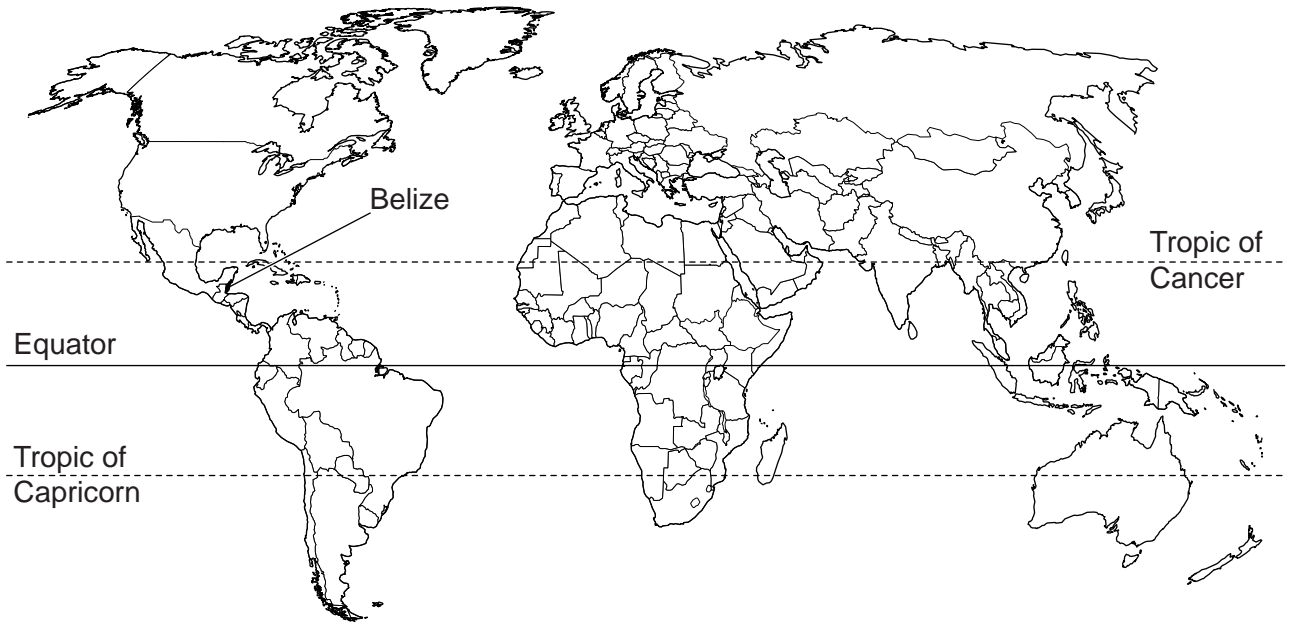 Belize
Tropic of
Cancer
Equator
Tropic of
Capricorn